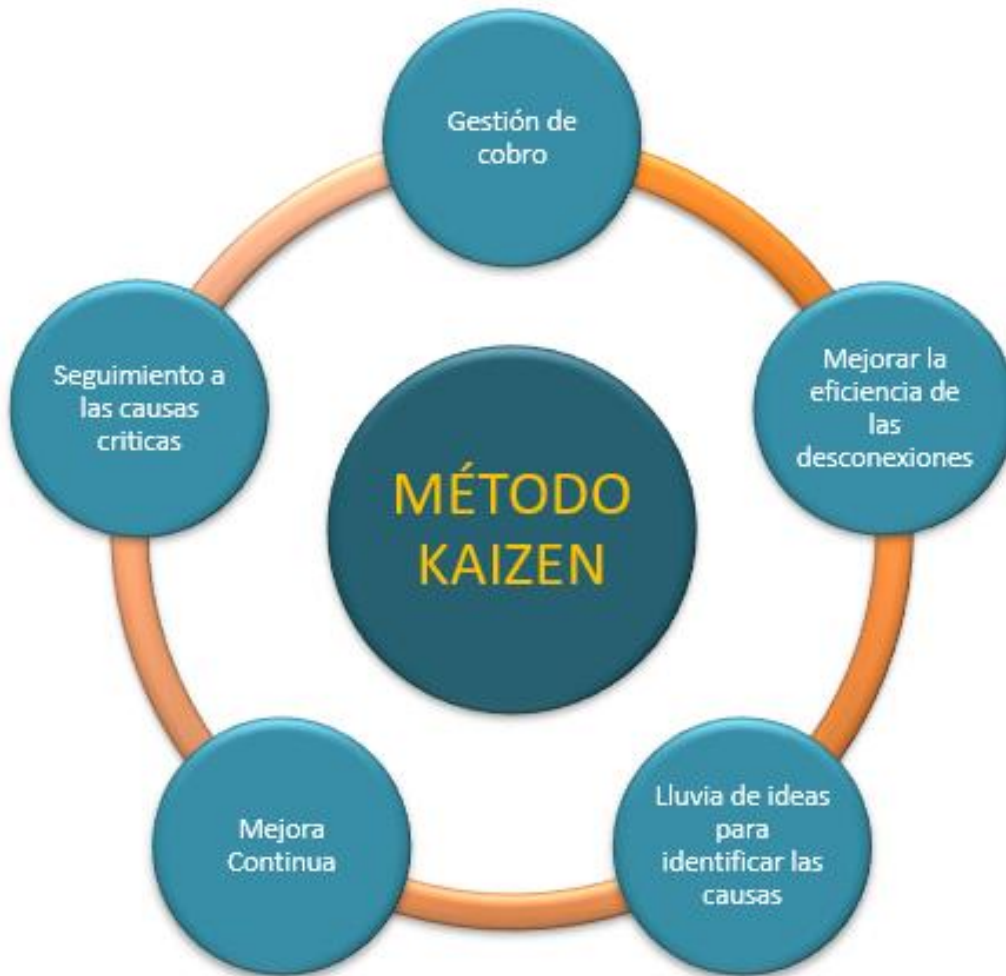 Gestión de
cobro
Mejorar la
eficiencia de
las
desconexiones
Lluvia de ideas
para
identificar las
causas
Mejora
Continua
Seguimiento a
las causas
criticas
MÉTODO
KAIZEN